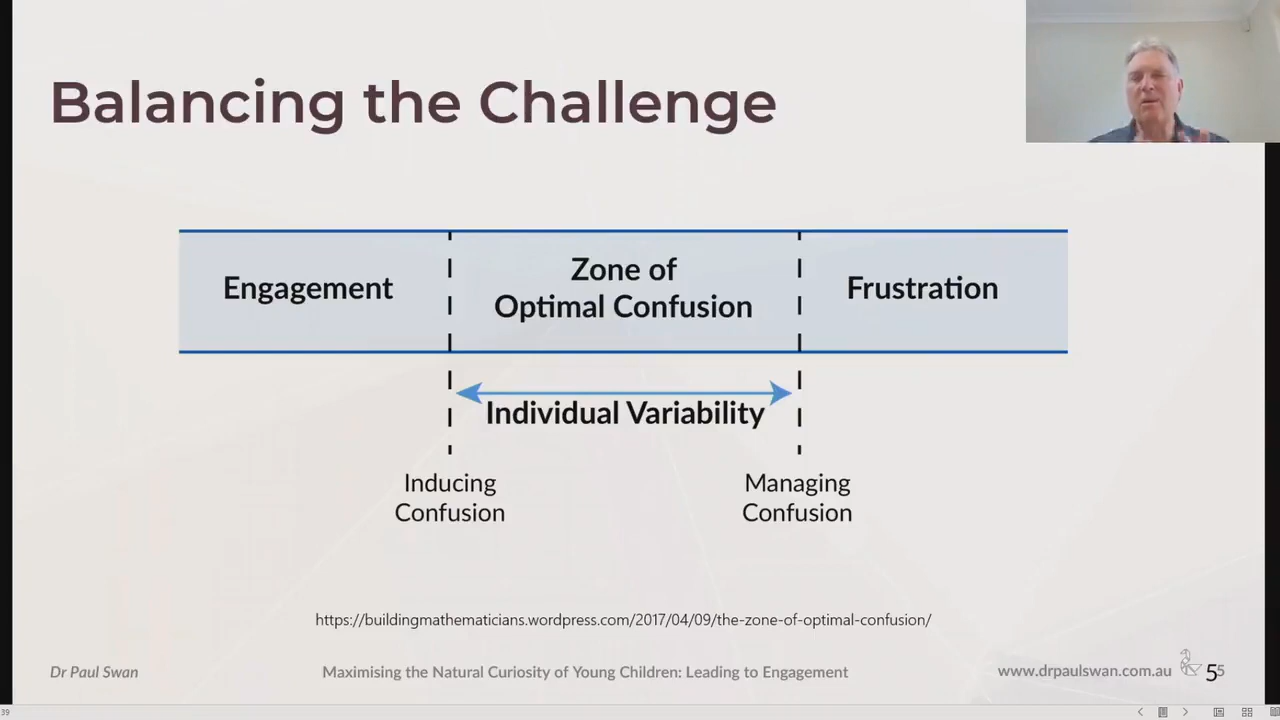 Balancing the Challenge
Engagement
Zone of
Optimal Confusion
Frustration
Individual Variability
Inducing
Confusion
Managing
Confusion
https://buildingmathematicians.wordpress.com/2017/04/09/the-zone-of-optimal-confusion/
Dr Paul Swan
Maximising the Natural Curiosity of Young Children: Leading to Engagement
www.drpaulswan.com.au
55
39